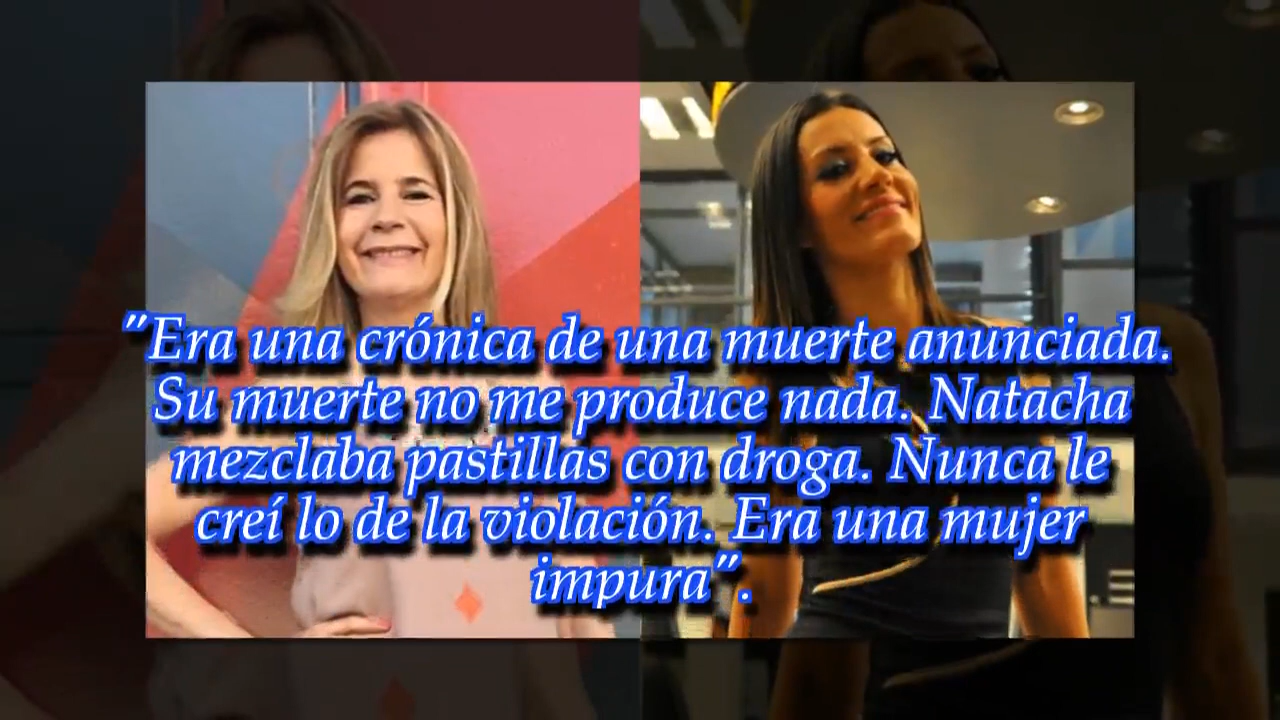 "Era una crónica de una muerte anunciada.
Su muerte no me produce nada. Natacha
mezclaba pastillas con droga. Nunca le
creí lo de la violación. Era una mujer
impura".